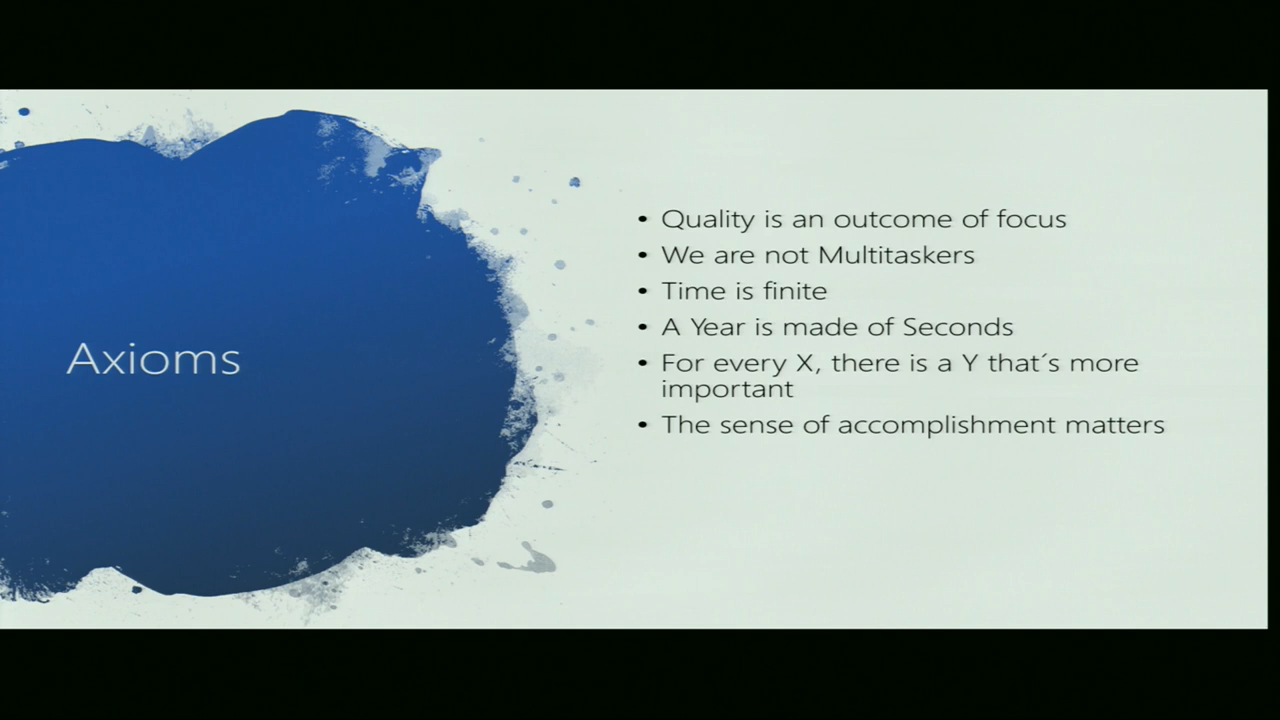 Axioms
• Quality is an outcome of focus
• We are not Multitaskers
• Time is finite
• A Year is made of Seconds
• For every X, there is a Y that´s more
important
• The sense of accomplishment matters